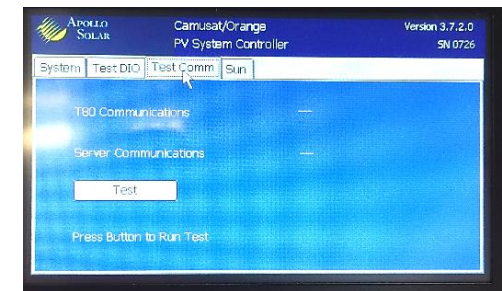 APOLLO SOLAR
Camusat/Orange
PV System Controller
Version 3.7.2.0
SN 0726
System Test DIO Test Comm Sun
T80 Communications ---
Server Communications ---
Test
Press Button to Run Test